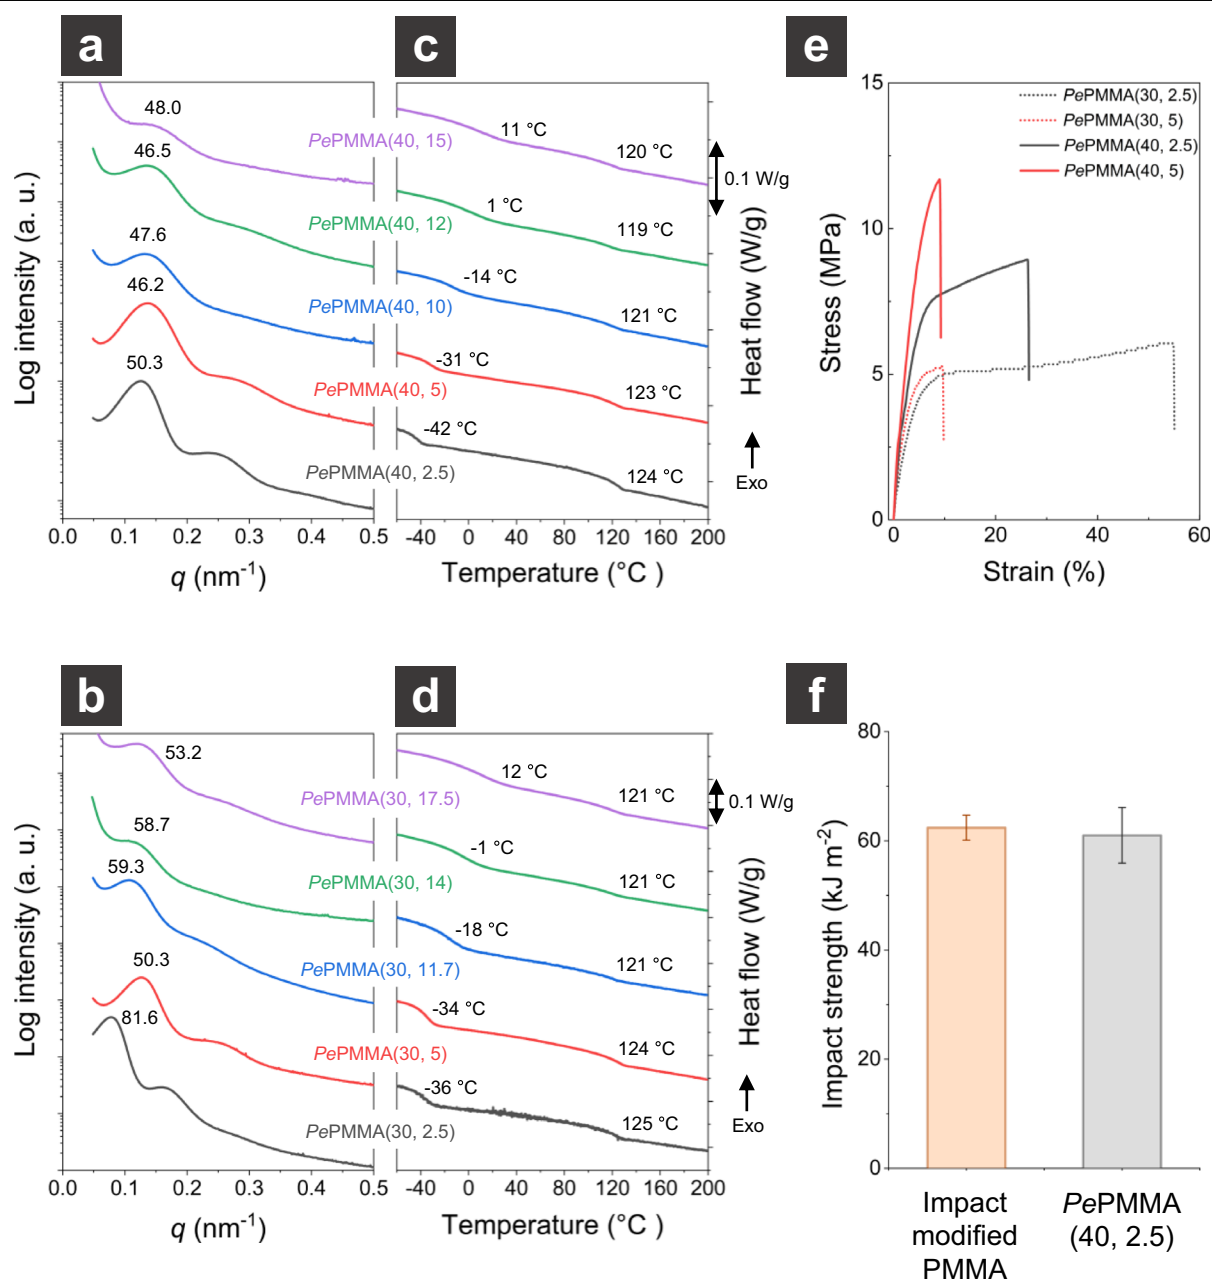 a
48.0
46.5
47.6
46.2
50.3
PePMMA(40, 15)
PePMMA(40, 12)
PePMMA(40, 10)
PePMMA(40, 5)
PePMMA(40, 2.5)
Log intensity (a. u.)
0.0 0.1 0.2 0.3 0.4 0.5
q (nm⁻¹)
c
11 °C
120 °C
1 °C
119 °C
-14 °C
121 °C
-31 °C
123 °C
-42 °C
124 °C
0.1 W/g
Heat flow (W/g)
Exo
-40 0 40 80 120 160 200
Temperature (°C )
e
PePMMA(30, 2.5)
PePMMA(30, 5)
PePMMA(40, 2.5)
PePMMA(40, 5)
15
10
5
0
Stress (MPa)
0 20 40 60
Strain (%)
b
53.2
58.7
59.3
50.3
81.6
PePMMA(30, 17.5)
PePMMA(30, 14)
PePMMA(30, 11.7)
PePMMA(30, 5)
PePMMA(30, 2.5)
Log intensity (a. u.)
0.0 0.1 0.2 0.3 0.4 0.5
q (nm⁻¹)
d
12 °C
121 °C
-1 °C
121 °C
-18 °C
121 °C
-34 °C
124 °C
-36 °C
125 °C
0.1 W/g
Heat flow (W/g)
Exo
-40 0 40 80 120 160 200
Temperature (°C )
f
80
60
40
20
0
Impact strength (kJ m⁻²)
Impact
modified
PMMA
PePMMA
(40, 2.5)